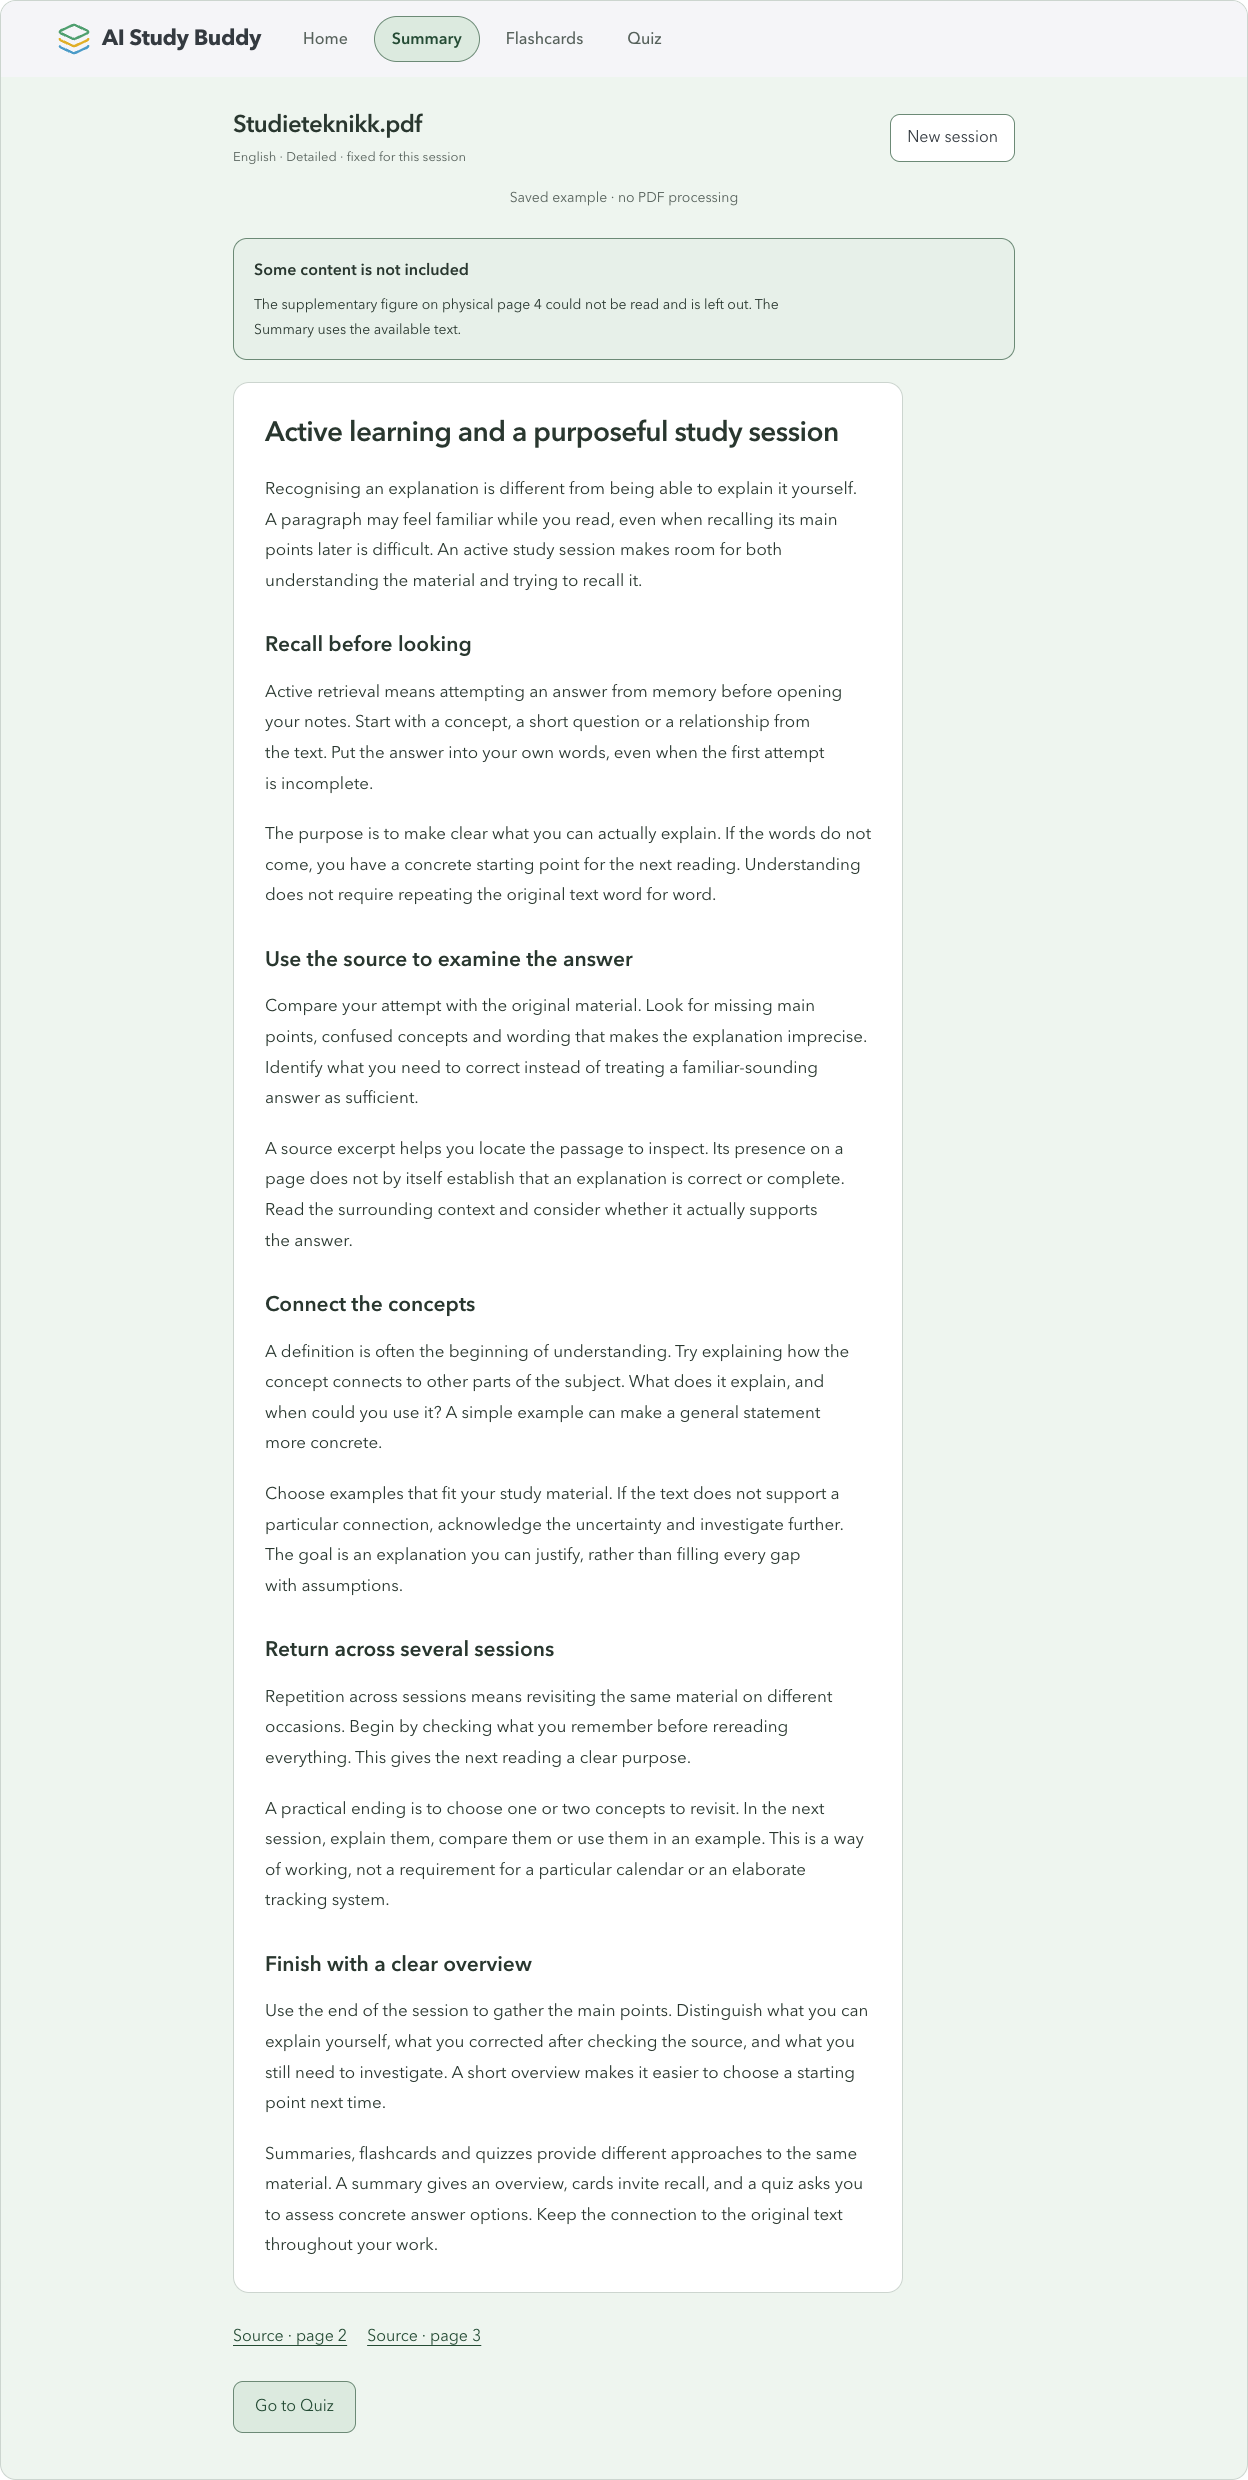 AI Study Buddy Home Summary Flashcards Quiz
Studieteknikk.pdf
English · Detailed · fixed for this session
New session
Saved example · no PDF processing
Some content is not included
The supplementary figure on physical page 4 could not be read and is left out. The
Summary uses the available text.
Active learning and a purposeful study session
Recognising an explanation is different from being able to explain it yourself.
A paragraph may feel familiar while you read, even when recalling its main
points later is difficult. An active study session makes room for both
understanding the material and trying to recall it.
Recall before looking
Active retrieval means attempting an answer from memory before opening
your notes. Start with a concept, a short question or a relationship from
the text. Put the answer into your own words, even when the first attempt
is incomplete.
The purpose is to make clear what you can actually explain. If the words do not
come, you have a concrete starting point for the next reading. Understanding
does not require repeating the original text word for word.
Use the source to examine the answer
Compare your attempt with the original material. Look for missing main
points, confused concepts and wording that makes the explanation imprecise.
Identify what you need to correct instead of treating a familiar-sounding
answer as sufficient.
A source excerpt helps you locate the passage to inspect. Its presence on a
page does not by itself establish that an explanation is correct or complete.
Read the surrounding context and consider whether it actually supports
the answer.
Connect the concepts
A definition is often the beginning of understanding. Try explaining how the
concept connects to other parts of the subject. What does it explain, and
when could you use it? A simple example can make a general statement
more concrete.
Choose examples that fit your study material. If the text does not support a
particular connection, acknowledge the uncertainty and investigate further.
The goal is an explanation you can justify, rather than filling every gap
with assumptions.
Return across several sessions
Repetition across sessions means revisiting the same material on different
occasions. Begin by checking what you remember before rereading
everything. This gives the next reading a clear purpose.
A practical ending is to choose one or two concepts to revisit. In the next
session, explain them, compare them or use them in an example. This is a way
of working, not a requirement for a particular calendar or an elaborate
tracking system.
Finish with a clear overview
Use the end of the session to gather the main points. Distinguish what you can
explain yourself, what you corrected after checking the source, and what you
still need to investigate. A short overview makes it easier to choose a starting
point next time.
Summaries, flashcards and quizzes provide different approaches to the same
material. A summary gives an overview, cards invite recall, and a quiz asks you
to assess concrete answer options. Keep the connection to the original text
throughout your work.
Source · page 2 Source · page 3
Go to Quiz